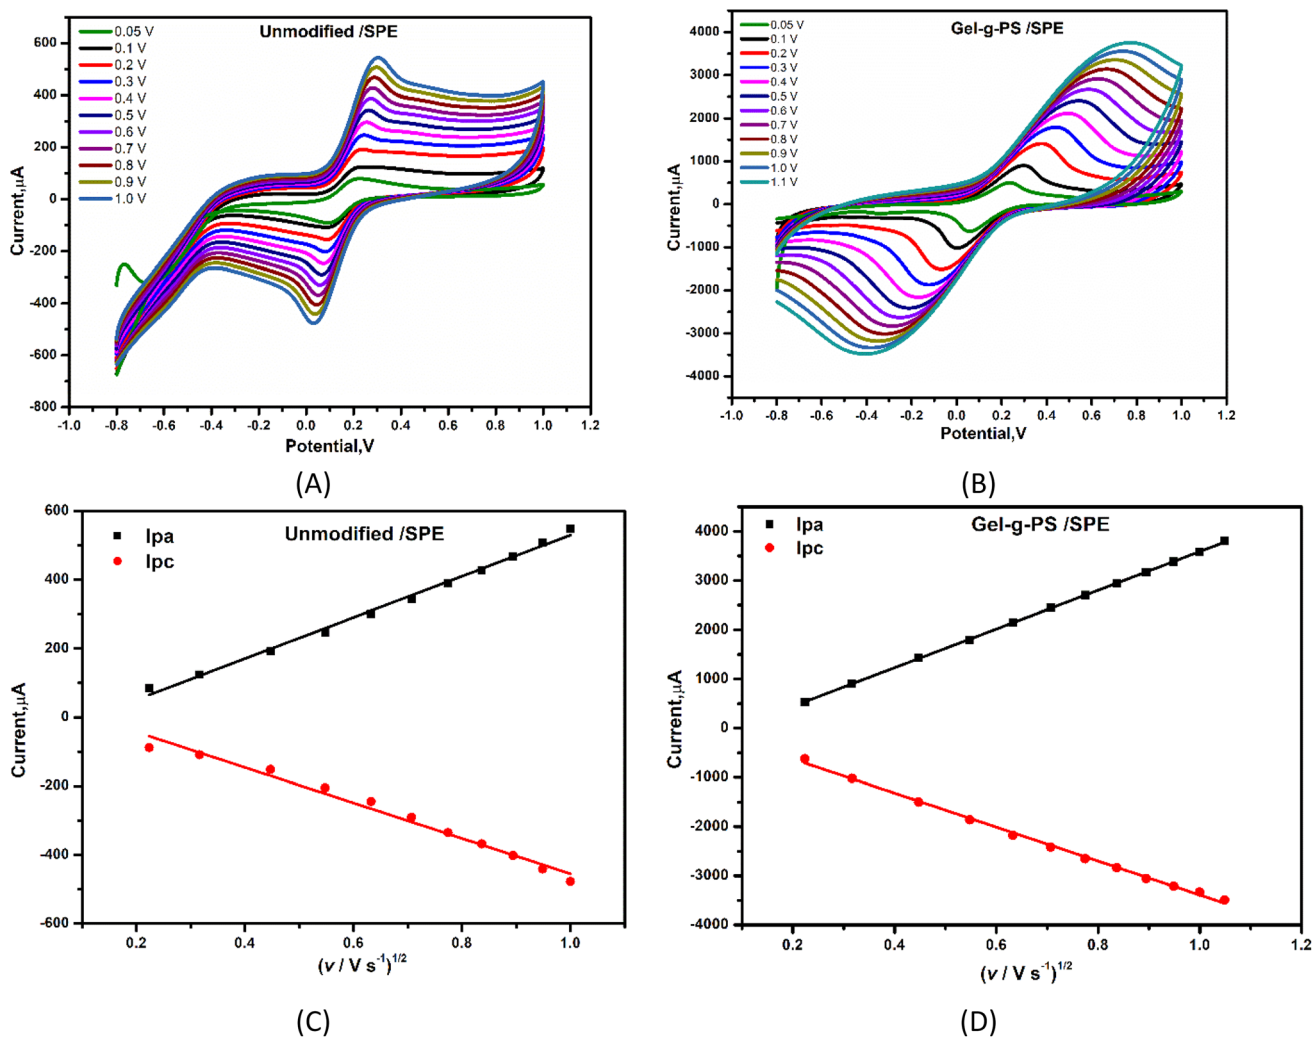 Unmodified /SPE
0.05 V
0.1 V
0.2 V
0.3 V
0.4 V
0.5 V
0.6 V
0.7 V
0.8 V
0.9 V
1.0 V
600
400
200
0
-200
-400
-600
-800
Current,μA
-1.0 -0.8 -0.6 -0.4 -0.2 0.0 0.2 0.4 0.6 0.8 1.0 1.2
Potential,V
(A)
Gel-g-PS /SPE
0.05 V
0.1 V
0.2 V
0.3 V
0.4 V
0.5 V
0.6 V
0.7 V
0.8 V
0.9 V
1.0 V
1.1 V
4000
3000
2000
1000
0
-1000
-2000
-3000
-4000
Current,μA
-1.0 -0.8 -0.6 -0.4 -0.2 0.0 0.2 0.4 0.6 0.8 1.0 1.2
Potential,V
(B)
Unmodified /SPE
Ipa
Ipc
600
400
200
0
-200
-400
-600
Current,μA
0.2 0.4 0.6 0.8 1.0
(v / V s⁻¹)¹/²
(C)
Gel-g-PS /SPE
Ipa
Ipc
4000
3000
2000
1000
0
-1000
-2000
-3000
-4000
Current,μA
0.2 0.4 0.6 0.8 1.0 1.2
(v / V s⁻¹)¹/²
(D)